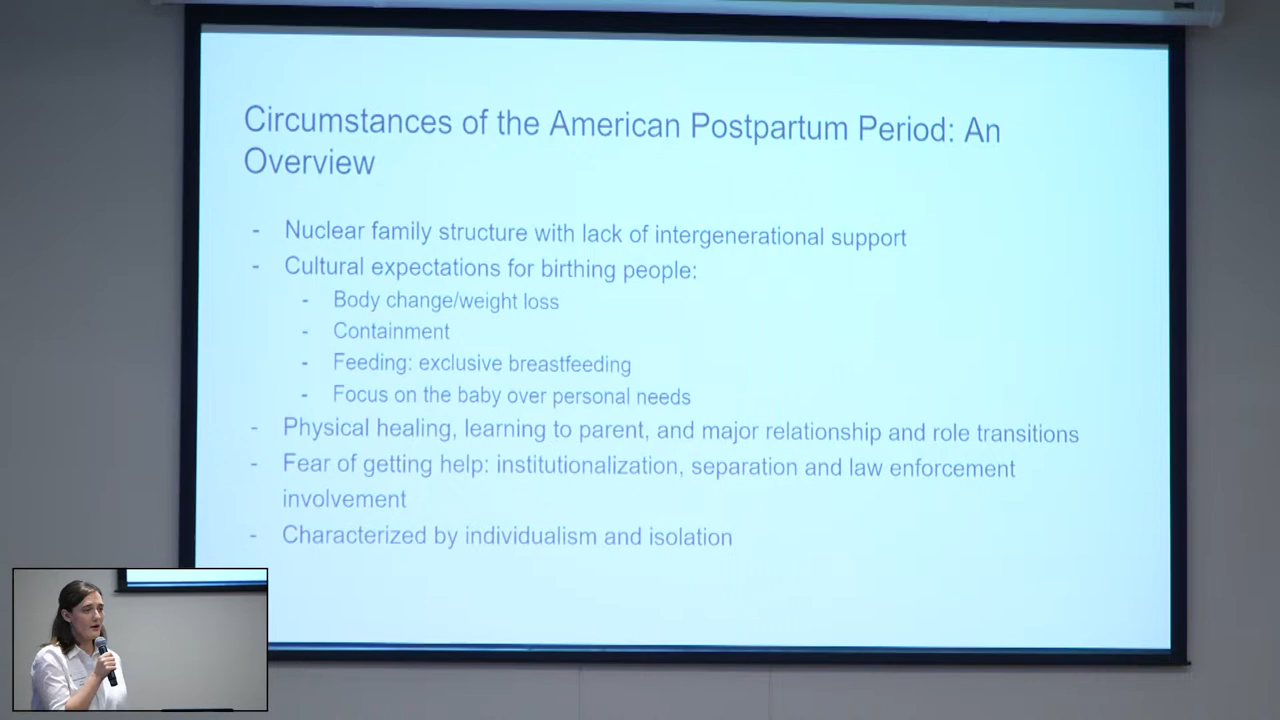 Circumstances of the American Postpartum Period: An
Overview
- Nuclear family structure with lack of intergenerational support
- Cultural expectations for birthing people:
- Body change/weight loss
- Containment
- Feeding: exclusive breastfeeding
- Focus on the baby over personal needs
- Physical healing, learning to parent, and major relationship and role transitions
- Fear of getting help: institutionalization, separation and law enforcement
involvement
- Characterized by individualism and isolation